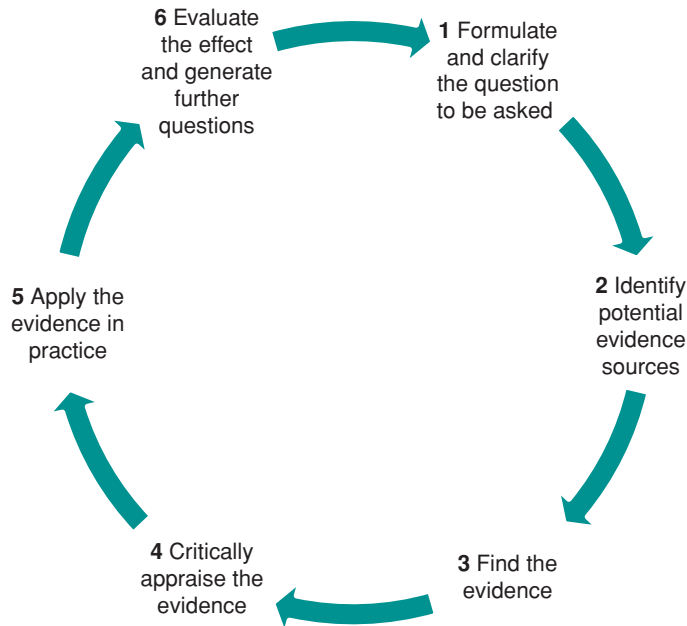 1 Formulate
and clarify
the question
to be asked
2 Identify
potential
evidence
sources
3 Find the
evidence
4 Critically
appraise the
evidence
5 Apply the
evidence in
practice
6 Evaluate
the effect
and generate
further
questions